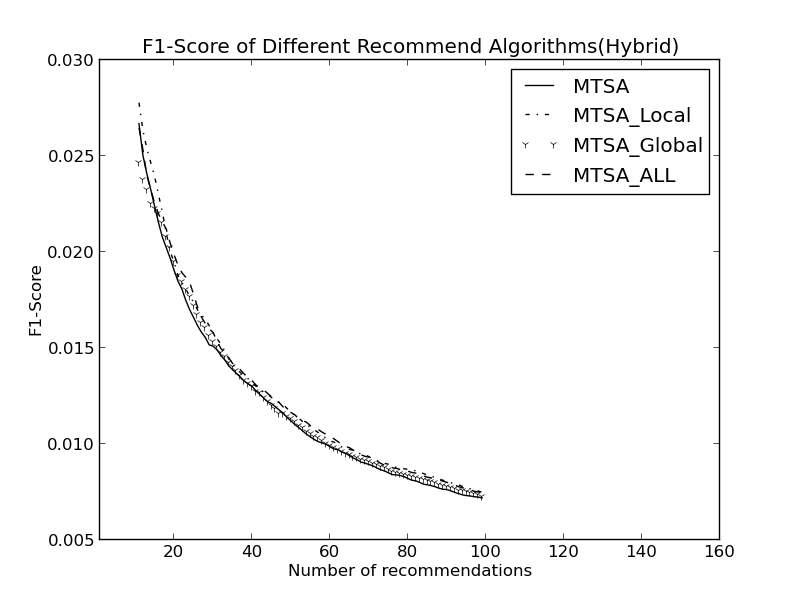 F1-Score of Different Recommend Algorithms(Hybrid)
0.030
0.025
0.020
0.015
0.010
0.005
F1-Score
MTSA
MTSA_Local
MTSA_Global
MTSA_ALL
20 40 60 80 100 120 140 160
Number of recommendations